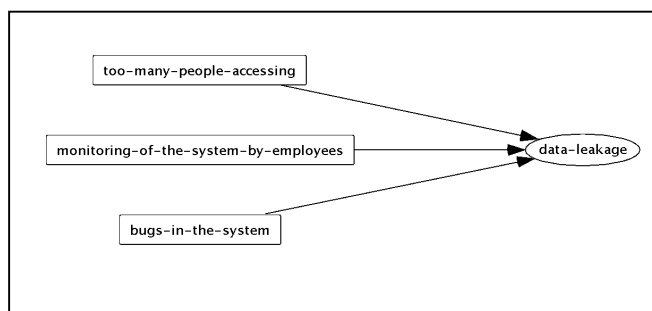 too-many-people-accessing
monitoring-of-the-system-by-employees
data-leakage
bugs-in-the-system